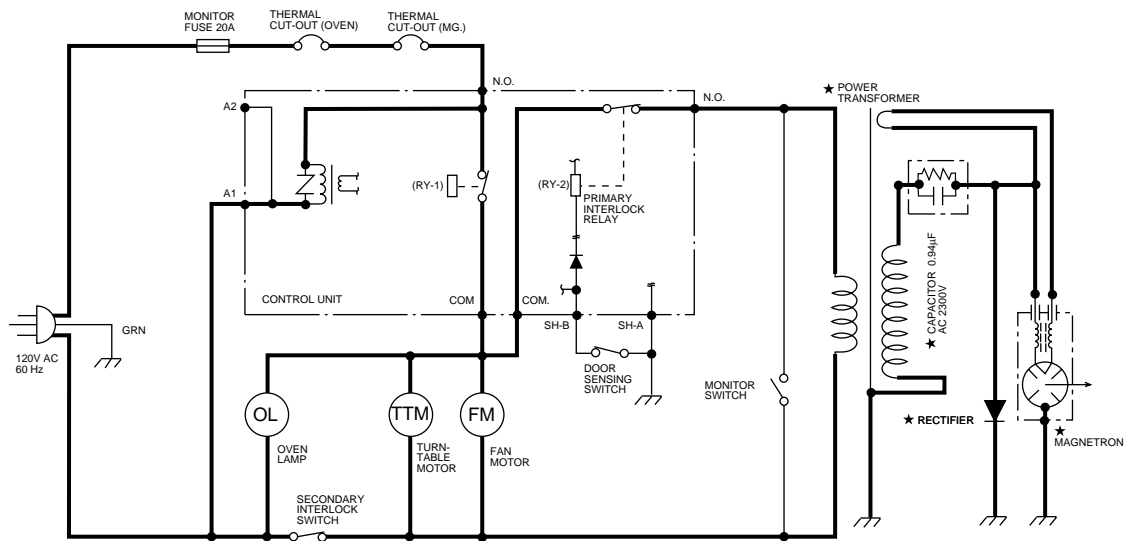 MONITOR
FUSE 20A
THERMAL
CUT-OUT (OVEN)
THERMAL
CUT-OUT (MG.)
N.O.
A2
N.O.
★ POWER
TRANSFORMER
(RY-1)
(RY-2)
PRIMARY
INTERLOCK
RELAY
A1
CONTROL UNIT
COM
COM.
SH-B
SH-A
GRN
120V AC
60 Hz
DOOR
SENSING
SWITCH
MONITOR
SWITCH
★ CAPACITOR 0.94µF
AC 2300V
OL
OVEN
LAMP
TTM
TURN-
TABLE
MOTOR
FM
FAN
MOTOR
★ RECTIFIER
★
MAGNETRON
SECONDARY
INTERLOCK
SWITCH